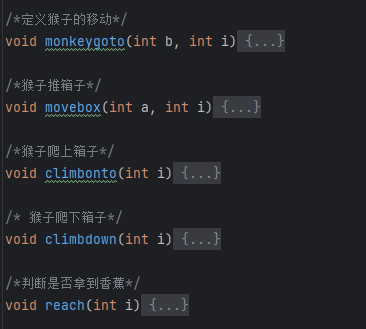 /*定义猴子的移动*/
void monkeygoto(int b, int i) {...}
/*猴子推箱子*/
void movebox(int a, int i) {...}
/*猴子爬上箱子*/
void climbonto(int i) {...}
/* 猴子爬下箱子*/
void climbdown(int i) {...}
/*判断是否拿到香蕉*/
void reach(int i) {...}